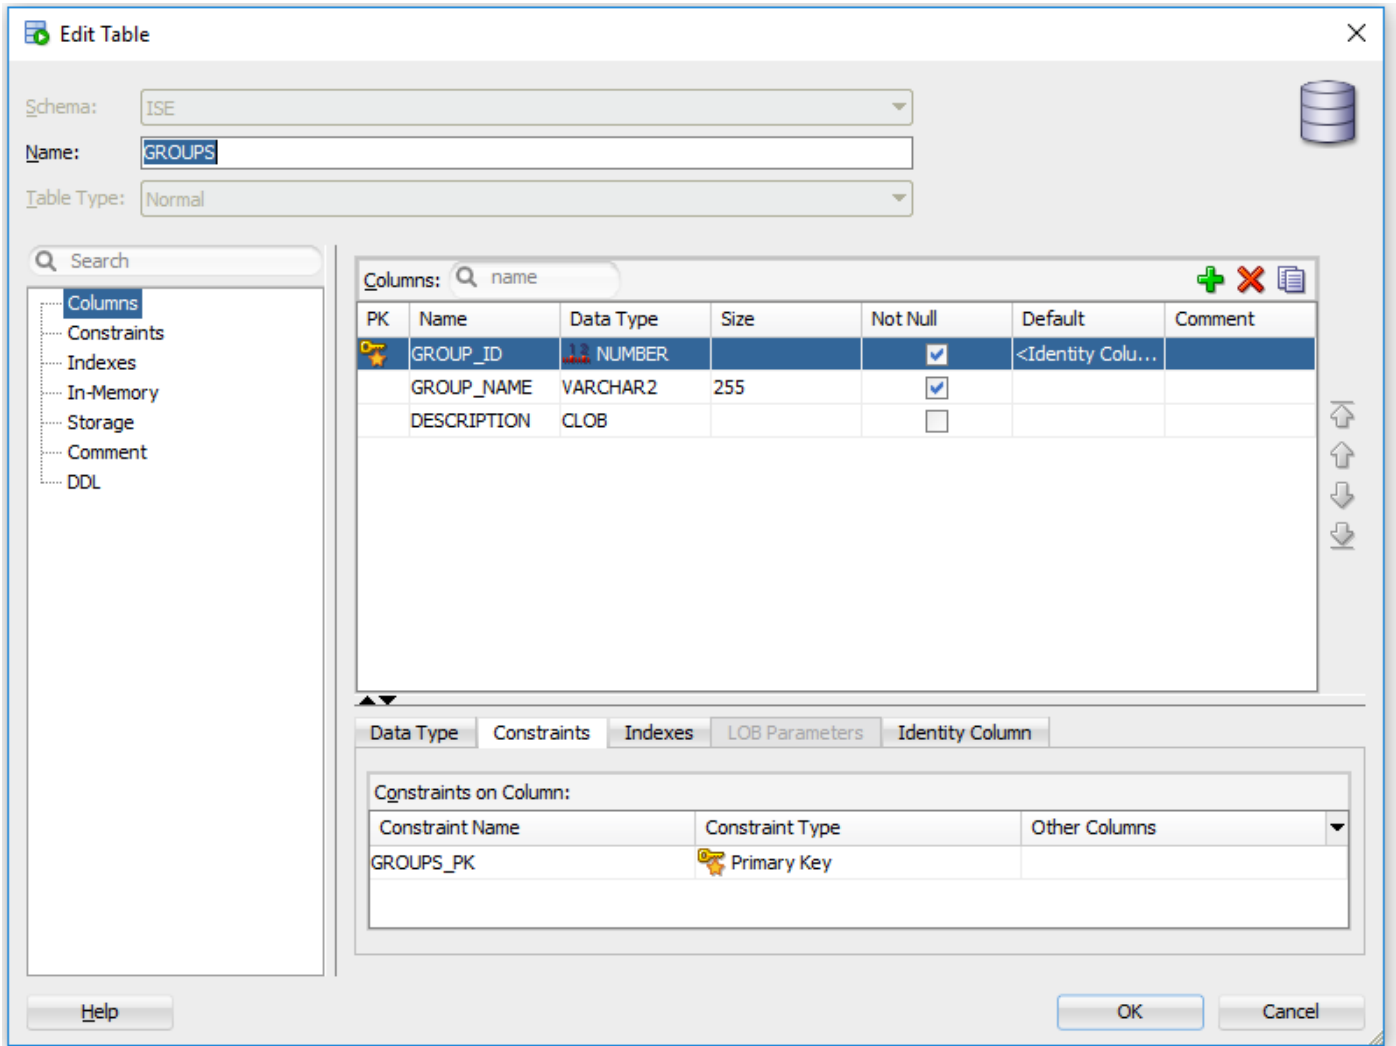 Edit Table
Schema: ISE
Name: GROUPS
Table Type: Normal
Search
Columns
Constraints
Indexes
In-Memory
Storage
Comment
DDL
Columns: name
PK Name Data Type Size Not Null Default Comment
GROUP_ID NUMBER <Identity Colu...
GROUP_NAME VARCHAR2 255
DESCRIPTION CLOB
Data Type Constraints Indexes LOB Parameters Identity Column
Constraints on Column:
Constraint Name Constraint Type Other Columns
GROUPS_PK Primary Key
Help OK Cancel